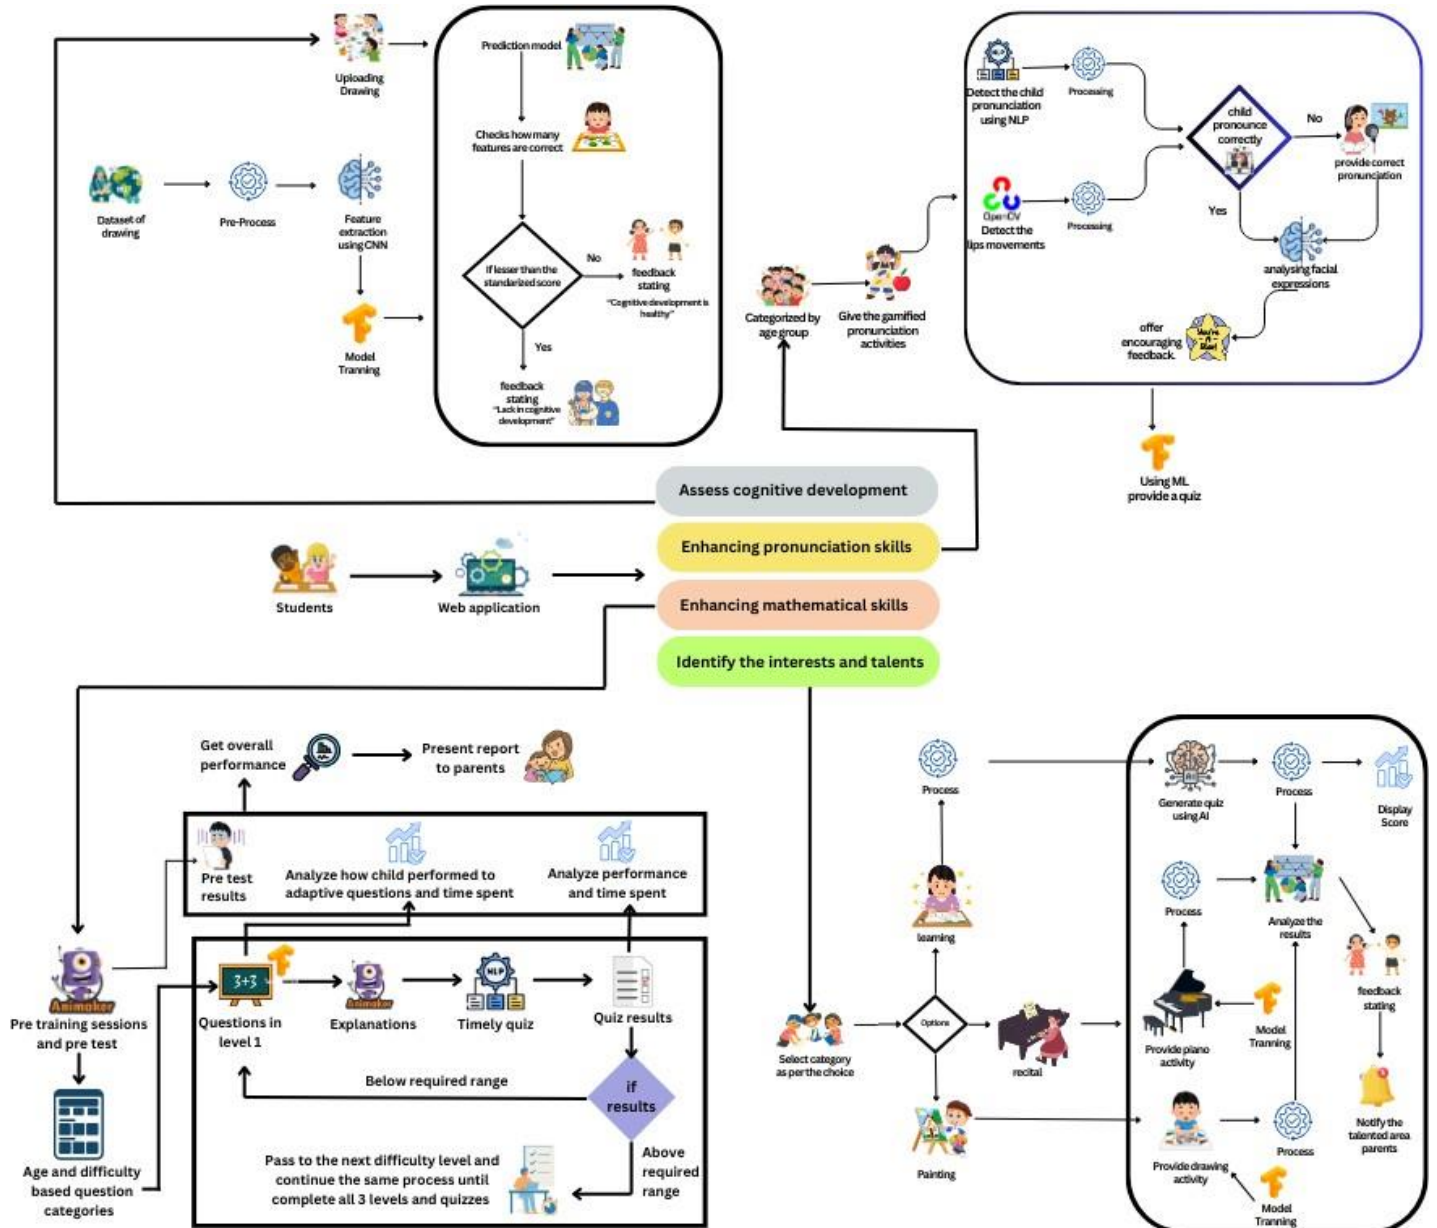 Uploading
Drawing
Dataset of
drawing
Pre-Process
Feature
extraction
using CNN
Model
Tranning
Prediction model
Checks how many
features are correct
If lesser than the
standarized score
No
feedback
stating
"Cognitive development is
healthy"
Yes
feedback
stating
"Lack in cognitive
development"
Categorized by
age group
Give the gamified
pronunciation
activities
Detect the child
pronunciation
using NLP
Processing
OpenCV
Detect the
lips movements
Processing
child
pronounce
correctly
No
provide correct
pronunciation
Yes
analysing facial
expressions
offer
encouraging
feedback.
You're
A
Star!
Using ML
provide a quiz
Students
Web application
Assess cognitive development
Enhancing pronunciation skills
Enhancing mathematical skills
Identify the interests and talents
Get overall
performance
Present report
to parents
Pre test
results
Analyze how child performed to
adaptive questions and time spent
Analyze performance
and time spent
Animaker
Pre training sessions
and pre test
Age and difficulty
based question
categories
3+3
Questions in
level 1
Animaker
Explanations
NLP
Timely quiz
Quiz results
if
results
Below required range
Above
required
range
Pass to the next difficulty level and
continue the same process until
complete all 3 levels and quizzes
Select category
as per the choice
Options
learning
Process
recital
Painting
AI
Generate quiz
using AI
Process
Display
Score
Process
Analyze the
results
Provide piano
activity
Model
Tranning
feedback
stating
Notify the
talented area
parents
Provide drawing
activity
Process
Model
Tranning